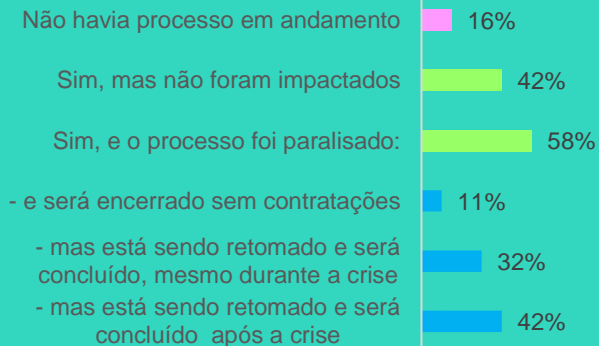 Não havia processo em andamento 16%
Sim, mas não foram impactados 42%
Sim, e o processo foi paralisado: 58%
- e será encerrado sem contratações 11%
- mas está sendo retomado e será
concluído, mesmo durante a crise 32%
- mas está sendo retomado e será
concluído após a crise 42%